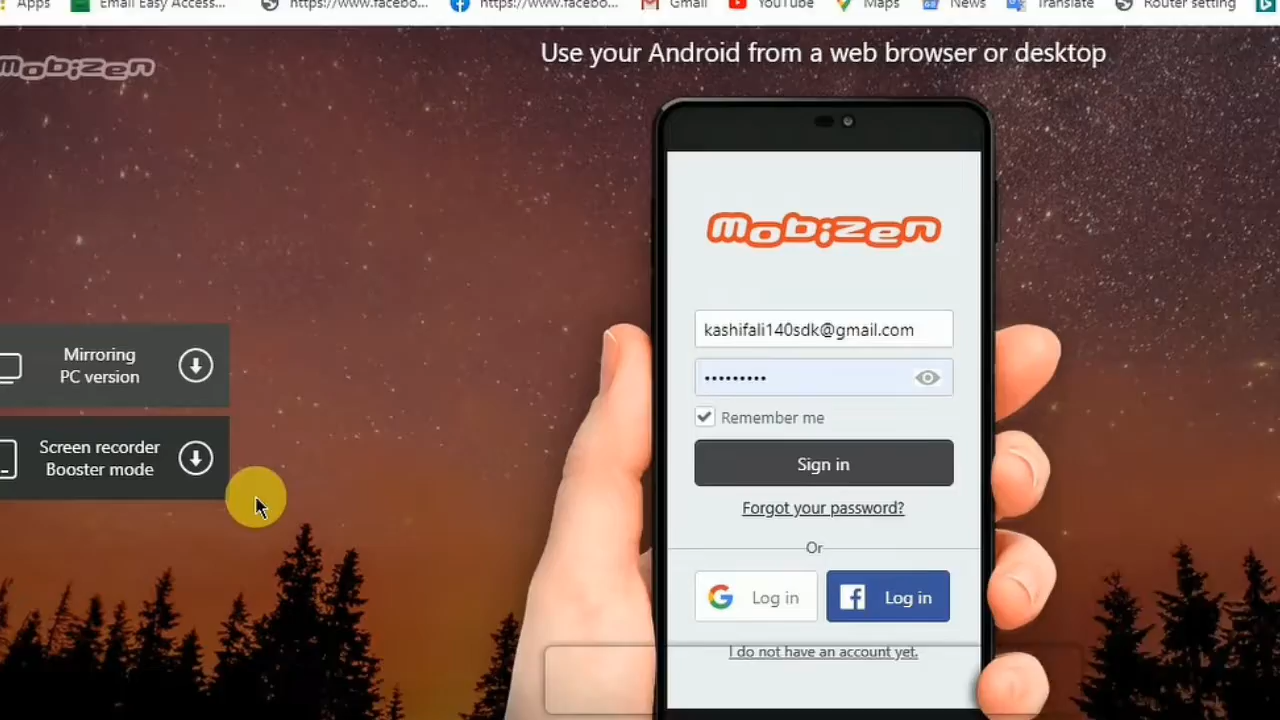 Apps
Email Easy Access...
https://www.facebo...
https://www.facebo...
Gmail
YouTube
Maps
News
Translate
Router setting
mobizen
Use your Android from a web browser or desktop
mobizen
kashifali140sdk@gmail.com
Mirroring
PC version
Remember me
Screen recorder
Booster mode
Sign in
Forgot your password?
Or
Log in
Log in
I do not have an account yet.